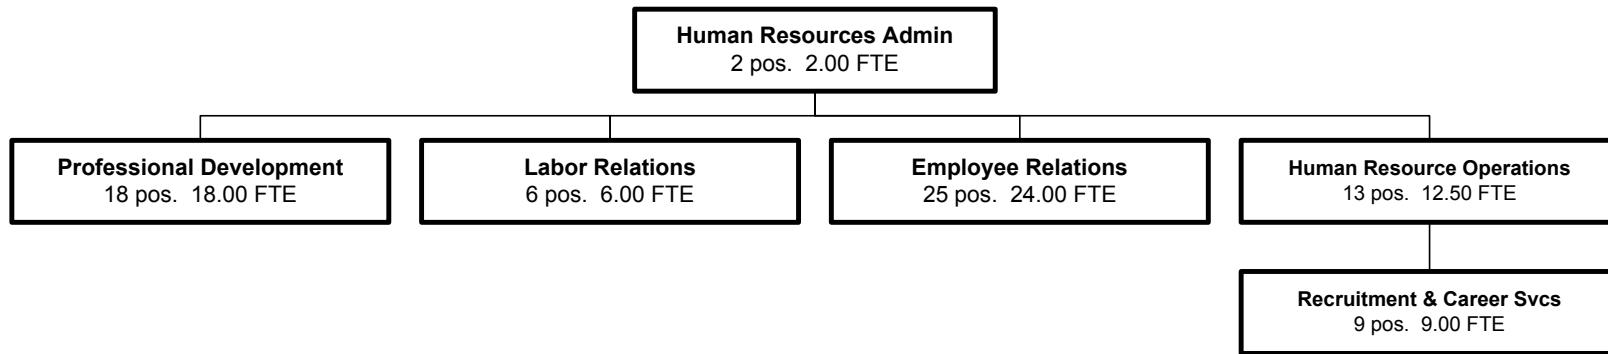 Human Resources Admin
2 pos.  2.00 FTE
Professional Development
18 pos.  18.00 FTE
Labor Relations
6 pos.  6.00 FTE
Employee Relations
25 pos.  24.00 FTE
Human Resource Operations
13 pos.  12.50 FTE
Recruitment & Career Svcs
9 pos.  9.00 FTE